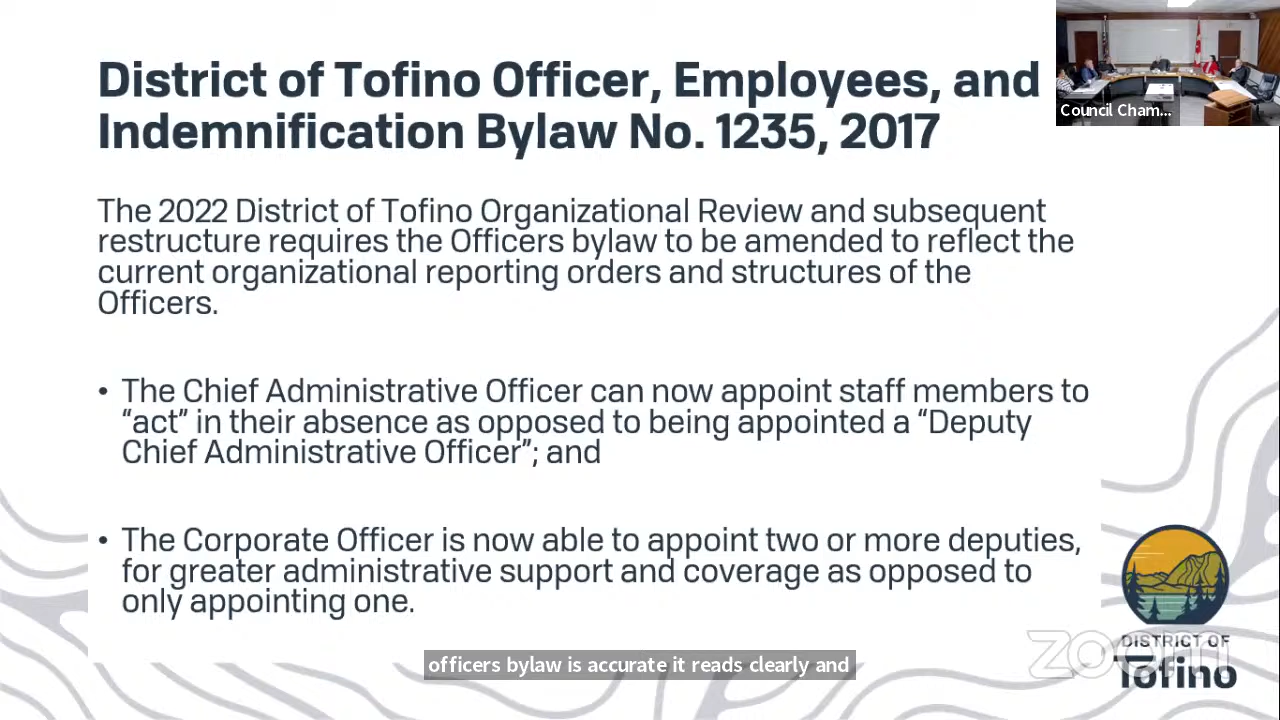 District of Tofino Officer, Employees, and
Indemnification Bylaw No. 1235, 2017
Council Cham...
The 2022 District of Tofino Organizational Review and subsequent
restructure requires the Officers bylaw to be amended to reflect the
current organizational reporting orders and structures of the
Officers.
• The Chief Administrative Officer can now appoint staff members to
“act” in their absence as opposed to being appointed a “Deputy
Chief Administrative Officer”; and
• The Corporate Officer is now able to appoint two or more deputies,
for greater administrative support and coverage as opposed to
only appointing one.
DISTRICT OF
Tofino
zoom
officers bylaw is accurate it reads clearly and